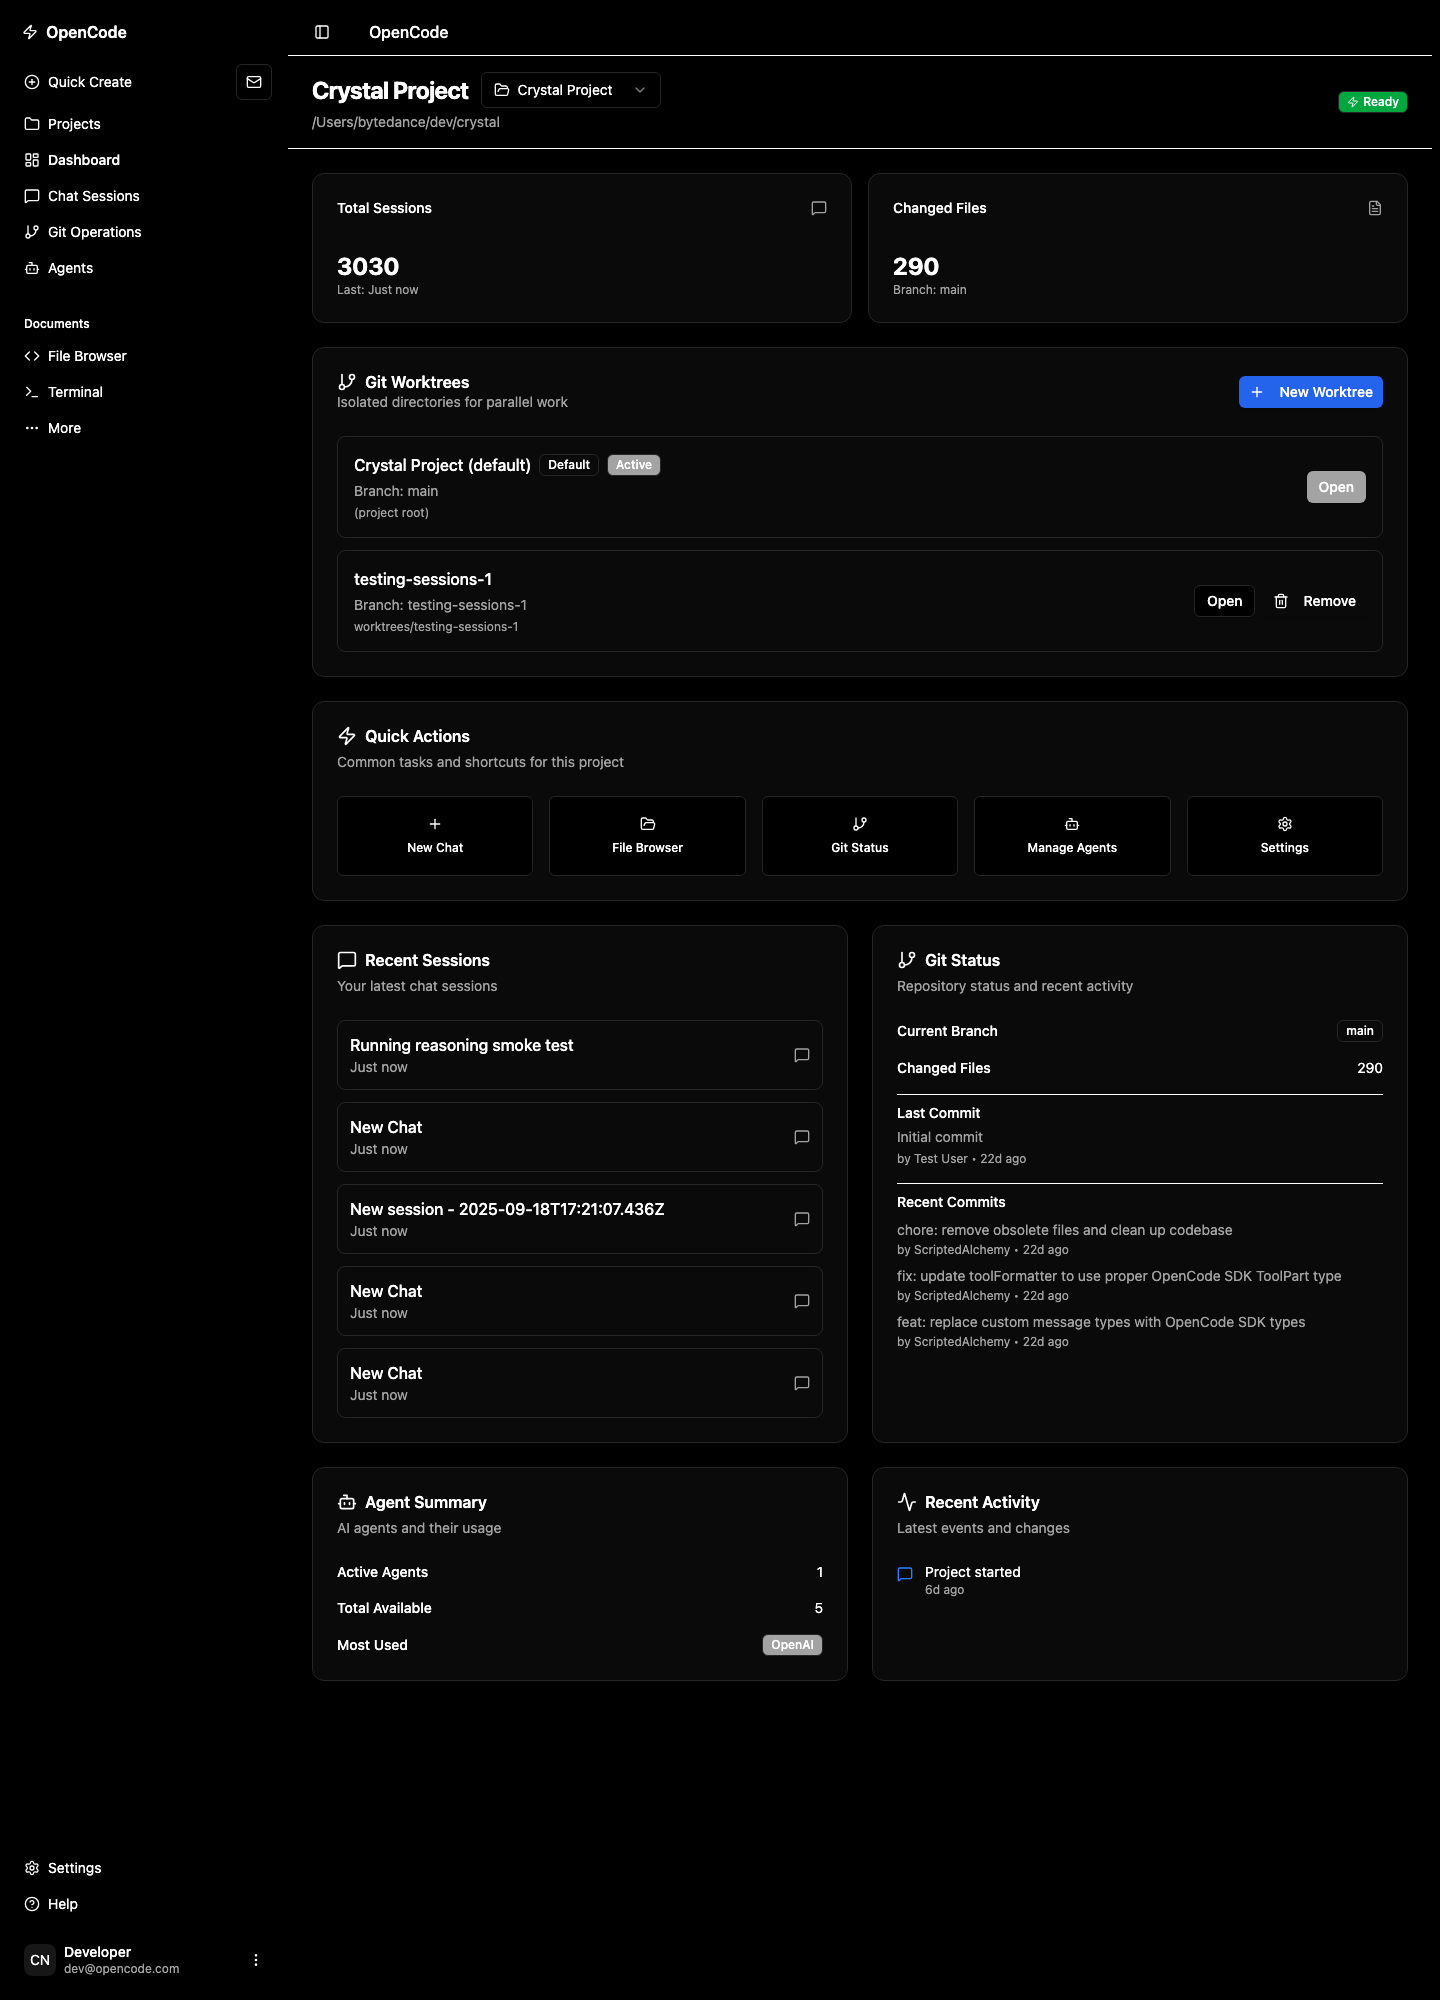 OpenCode
Quick Create
Projects
Dashboard
Chat Sessions
Git Operations
Agents
Documents
File Browser
Terminal
More
Settings
Help
CN
Developer
dev@opencode.com
OpenCode
Crystal Project
Crystal Project
/Users/bytedance/dev/crystal
Ready
Total Sessions
3030
Last: Just now
Changed Files
290
Branch: main
Git Worktrees
Isolated directories for parallel work
New Worktree
Crystal Project (default) Default Active
Branch: main
(project root)
Open
testing-sessions-1
Branch: testing-sessions-1
worktrees/testing-sessions-1
Open Remove
Quick Actions
Common tasks and shortcuts for this project
New Chat
File Browser
Git Status
Manage Agents
Settings
Recent Sessions
Your latest chat sessions
Running reasoning smoke test
Just now
New Chat
Just now
New session - 2025-09-18T17:21:07.436Z
Just now
New Chat
Just now
New Chat
Just now
Git Status
Repository status and recent activity
Current Branch main
Changed Files 290
Last Commit
Initial commit
by Test User • 22d ago
Recent Commits
chore: remove obsolete files and clean up codebase
by ScriptedAlchemy • 22d ago
fix: update toolFormatter to use proper OpenCode SDK ToolPart type
by ScriptedAlchemy • 22d ago
feat: replace custom message types with OpenCode SDK types
by ScriptedAlchemy • 22d ago
Agent Summary
AI agents and their usage
Active Agents 1
Total Available 5
Most Used OpenAI
Recent Activity
Latest events and changes
Project started
6d ago